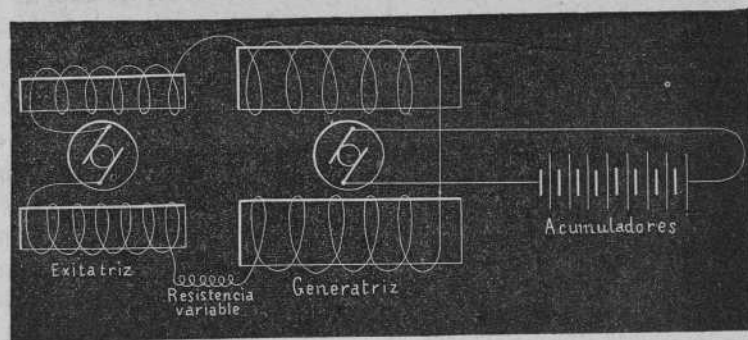 Exitatriz
Resistencia
variable
Generatriz
Acumuladores